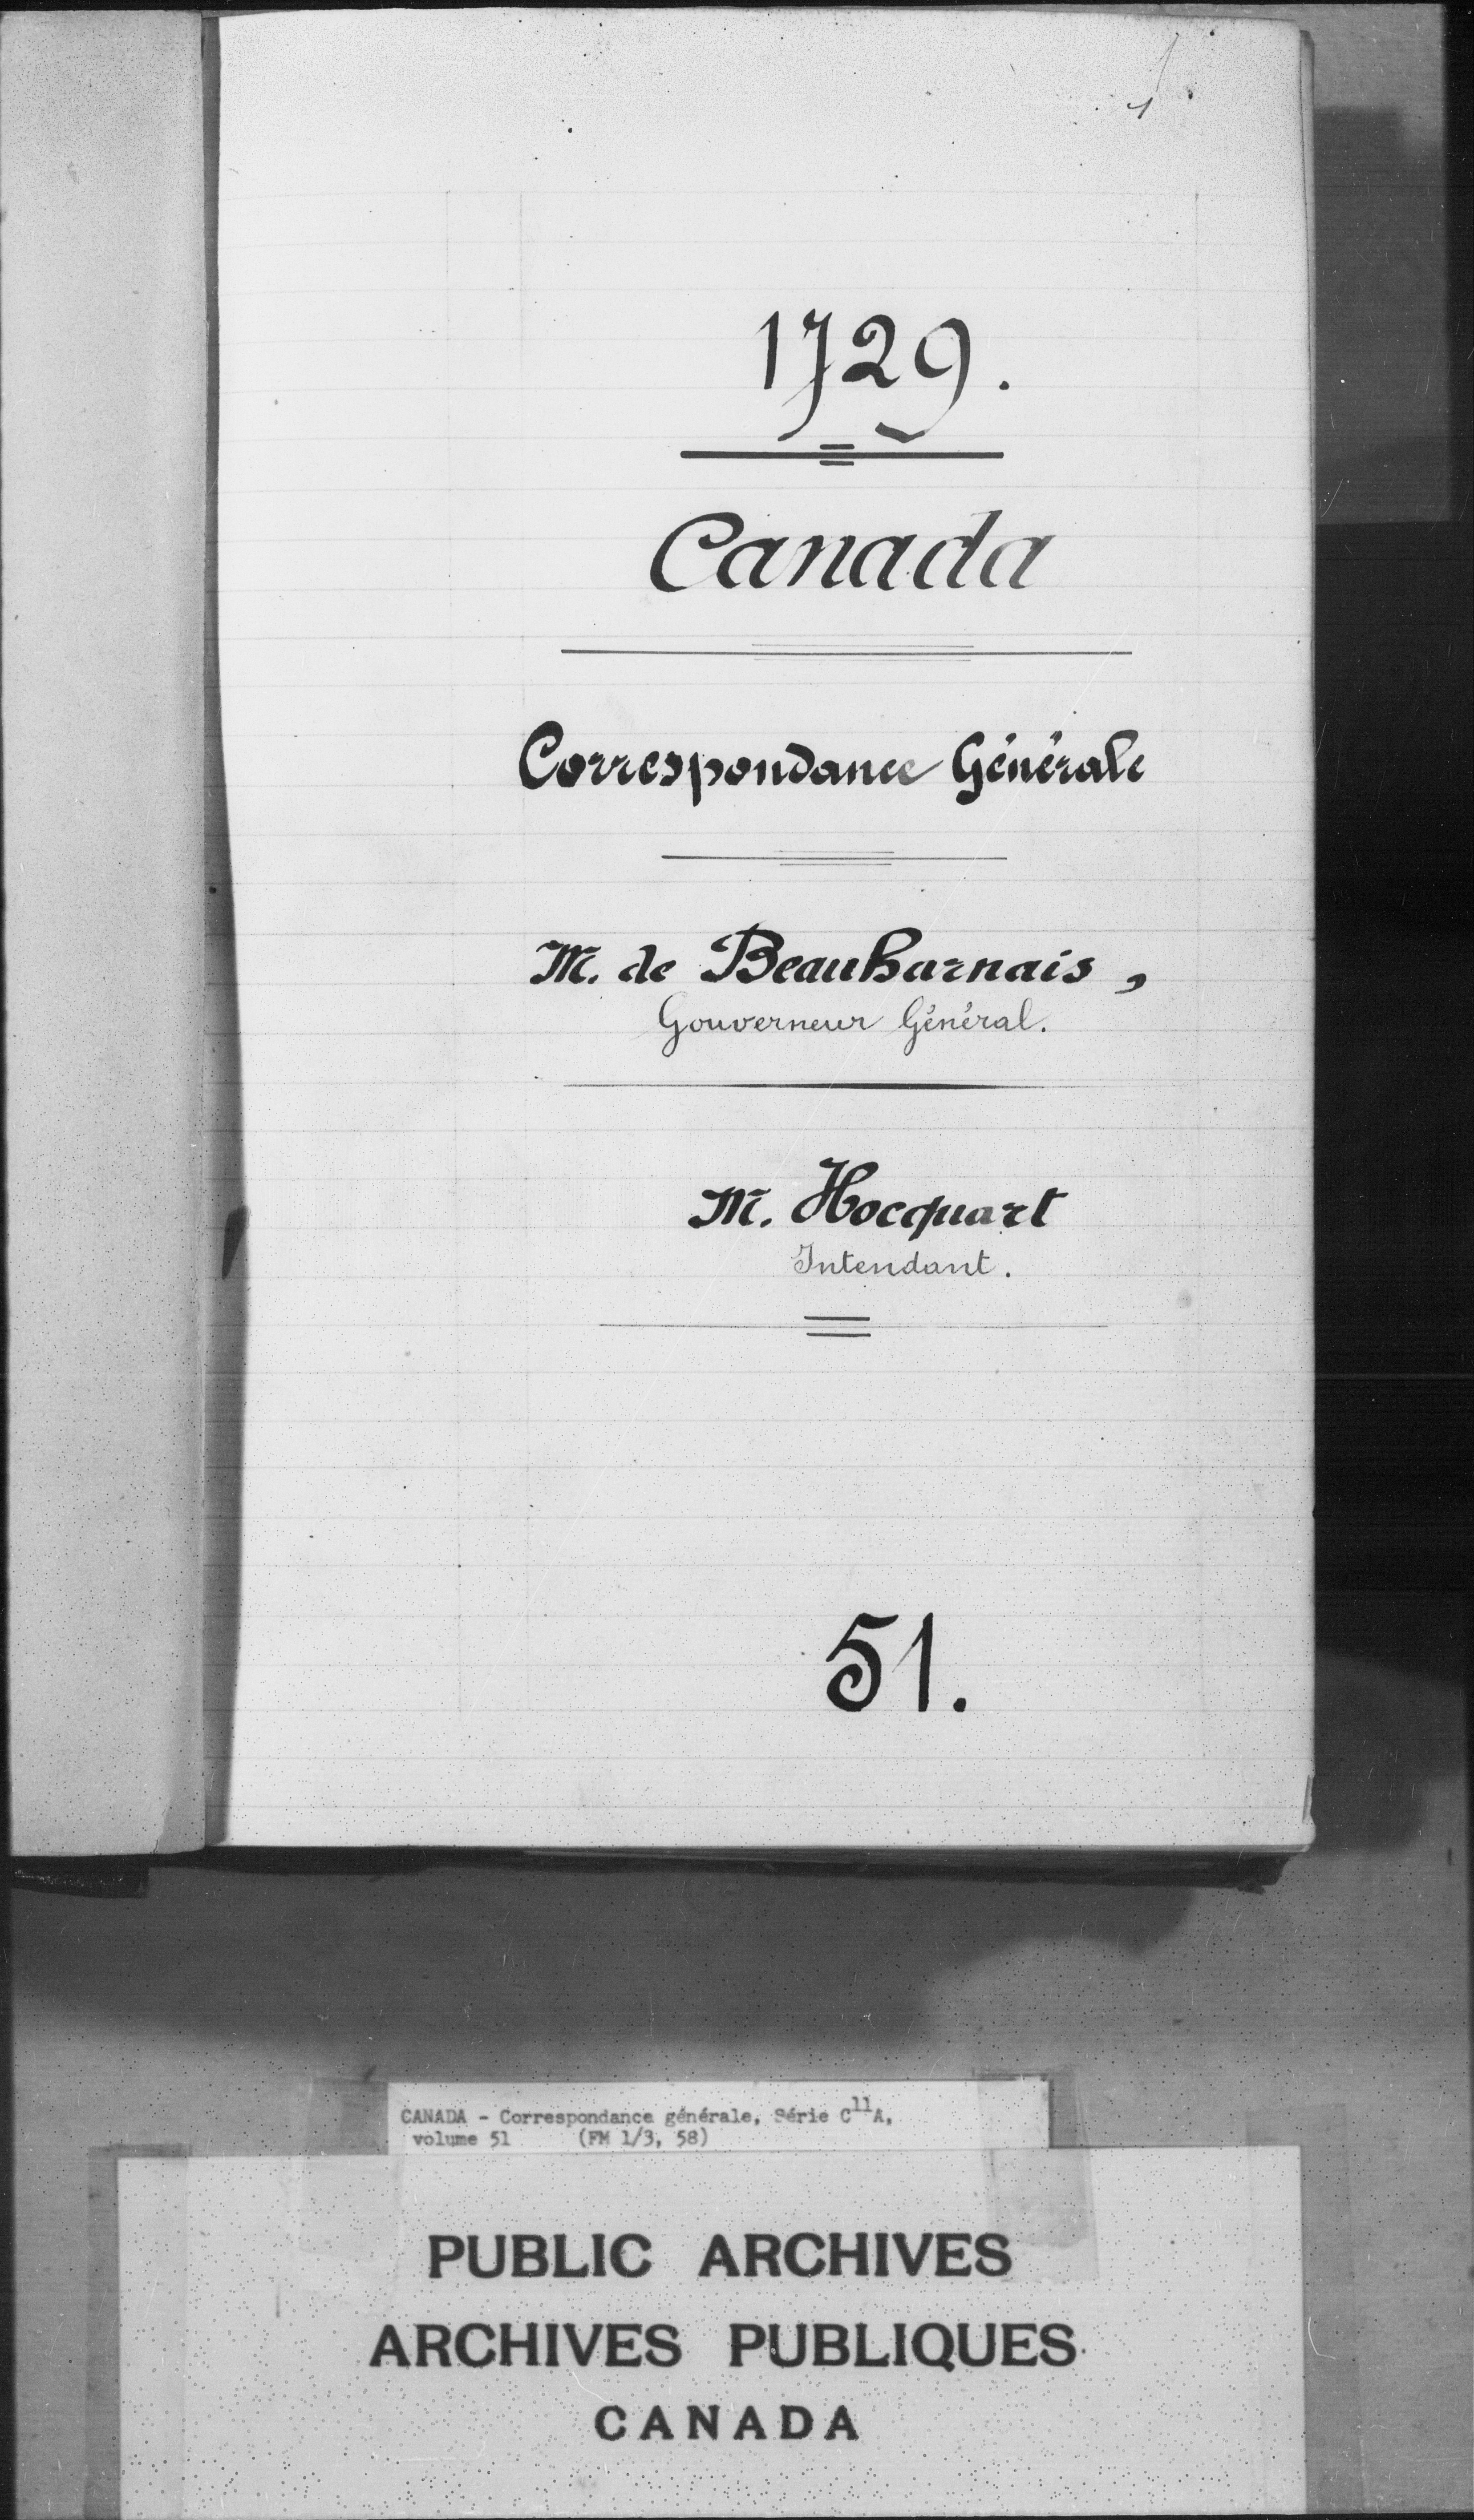 1729.
Canada
Correspondance Générale
M. de Beauharnais,
Gouverneur Général.
M. Hocquart
Intendant.
51.
CANADA - Correspondance générale, Série C11A,
volume 51 (FM 1/3, 58)
PUBLIC ARCHIVES
ARCHIVES PUBLIQUES
CANADA